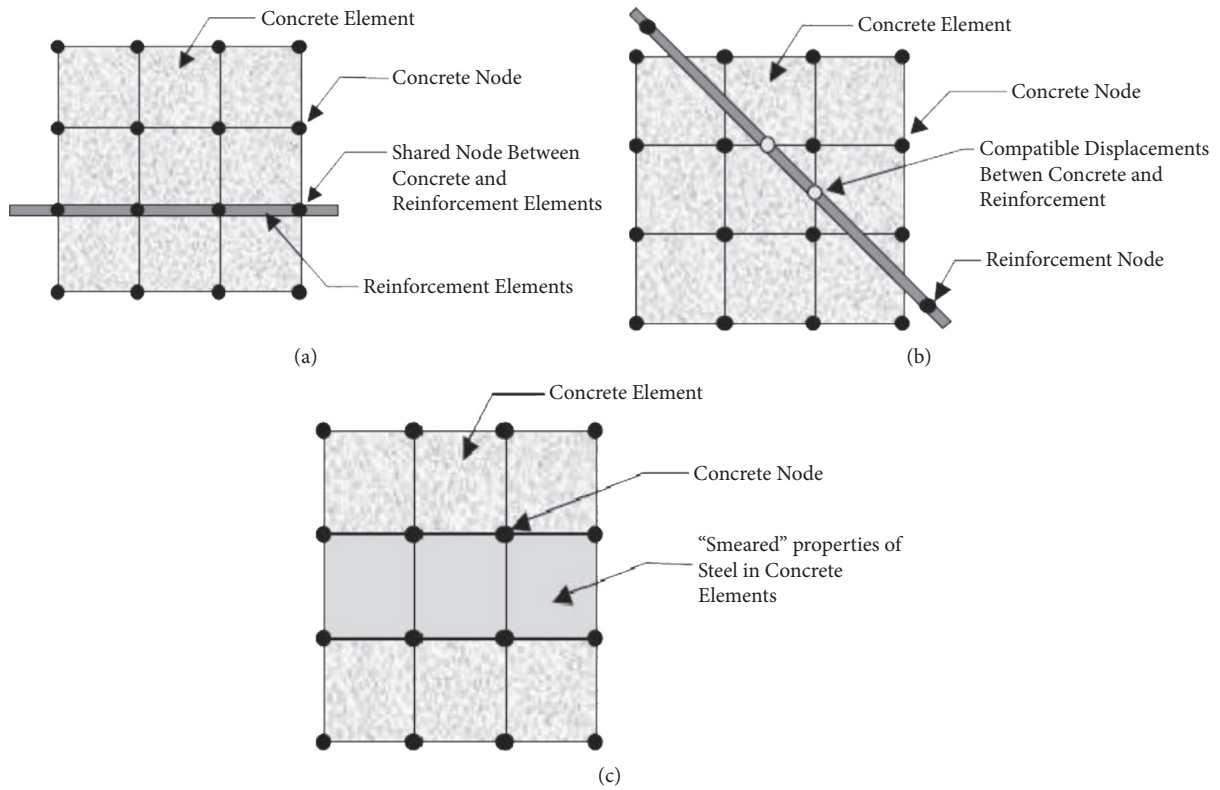 Concrete Element
Concrete Node
Shared Node Between
Concrete and
Reinforcement Elements
Reinforcement Elements
(a)
Concrete Element
Concrete Node
Compatible Displacements
Betwen Concrete and
Reinforcement
Reinforcement Node
(b)
Concrete Element
Concrete Node
“Smeared” properties of
Steel in Concrete
Elements
(c)